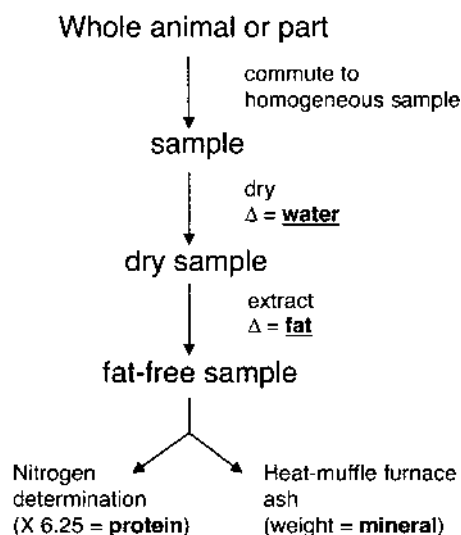 Whole animal or part
commute to
homogeneous sample
sample
dry
Δ = water
dry sample
extract
Δ = fat
fat-free sample
Nitrogen
determination
(X 6.25 = protein)
Heat-muffle furnace
ash
(weight = mineral)